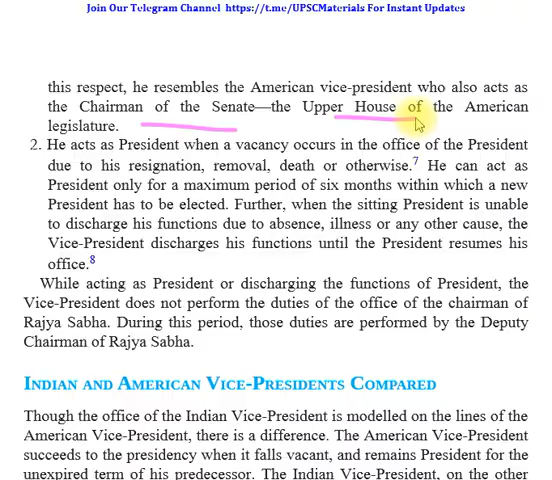 Join Our Telegram Channel https://t.me/UPSCMaterials For Instant Updates
this respect, he resembles the American vice-president who also acts as
the Chairman of the Senate—the Upper House of the American
legislature.
2. He acts as President when a vacancy occurs in the office of the President
due to his resignation, removal, death or otherwise.7 He can act as
President only for a maximum period of six months within which a new
President has to be elected. Further, when the sitting President is unable
to discharge his functions due to absence, illness or any other cause, the
Vice-President discharges his functions until the President resumes his
office.8
While acting as President or discharging the functions of President, the
Vice-President does not perform the duties of the office of the chairman of
Rajya Sabha. During this period, those duties are performed by the Deputy
Chairman of Rajya Sabha.
INDIAN AND AMERICAN VICE-PRESIDENTS COMPARED
Though the office of the Indian Vice-President is modelled on the lines of the
American Vice-President, there is a difference. The American Vice-President
succeeds to the presidency when it falls vacant, and remains President for the
unexpired term of his predecessor. The Indian Vice-President, on the other